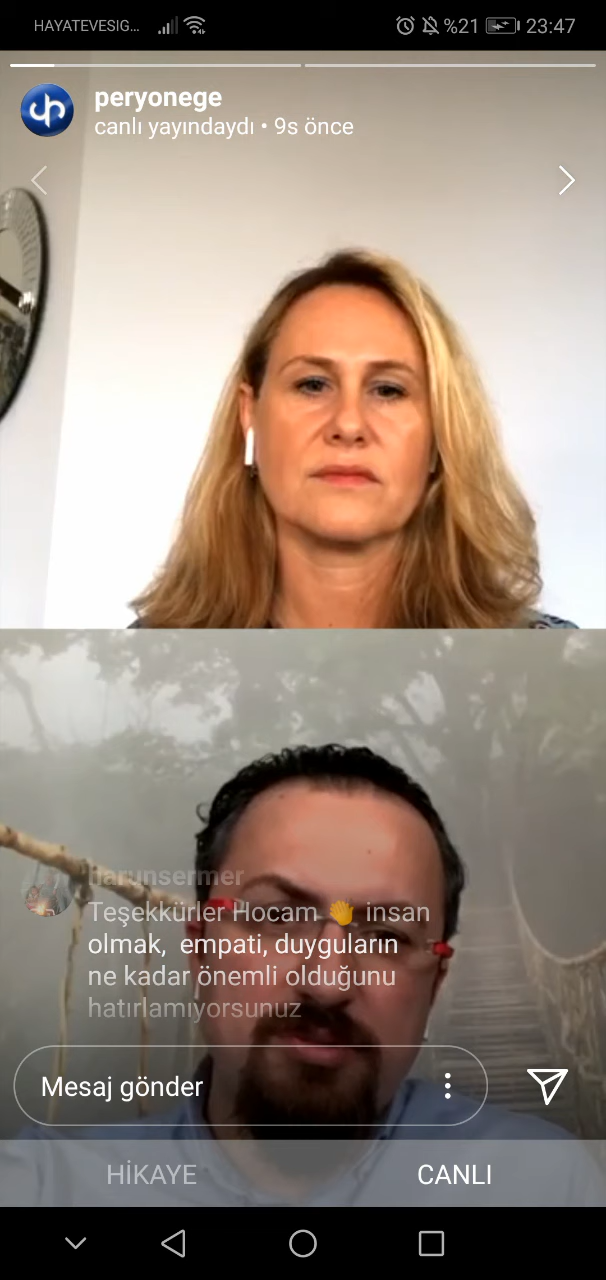 HAYATEVESIG...
%21
23:47
peryonege
canlı yayındaydı • 9s önce
harunsermer
Teşekkürler Hocam 👏 insan
olmak, empati, duyguların
ne kadar önemli olduğunu
hatırlamıyorsunuz
Mesaj gönder
HİKAYE
CANLI